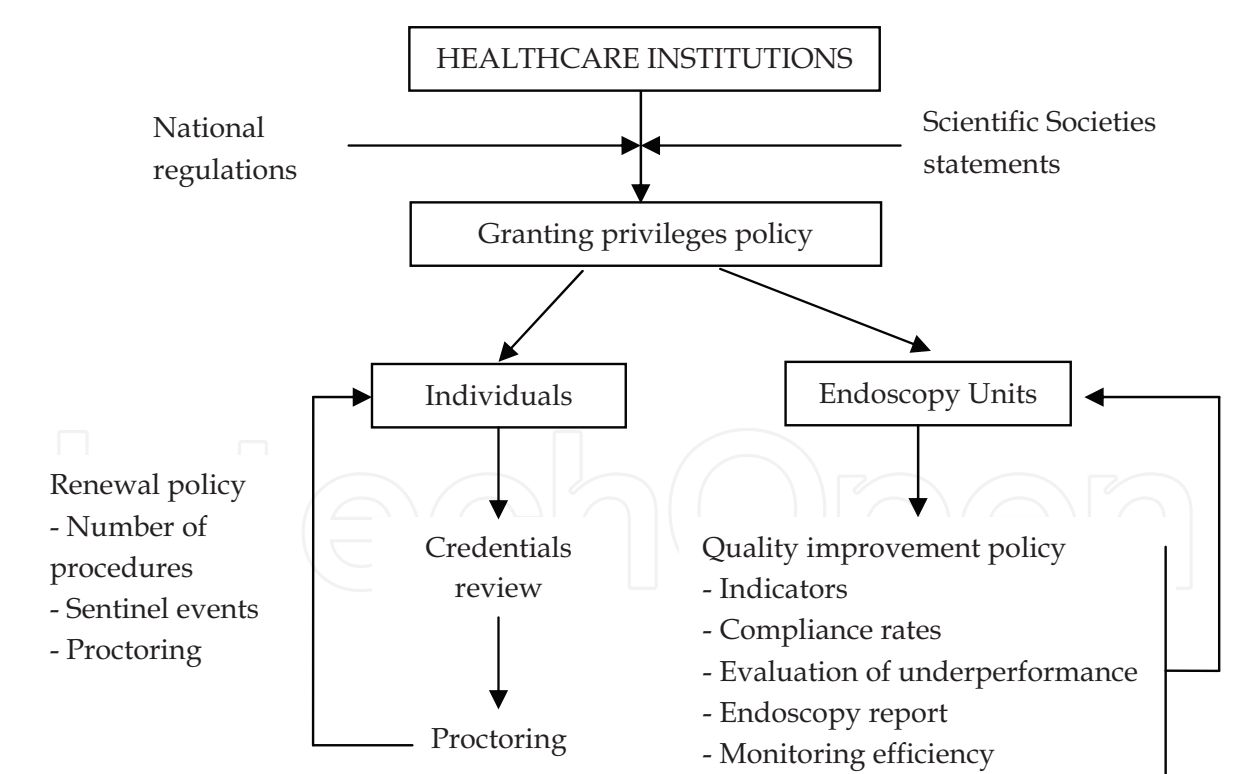 HEALTHCARE INSTITUTIONS
National
regulations
Scientific Societies
statements
Granting privileges policy
Individuals
Endoscopy Units
Renewal policy
- Number of
procedures
- Sentinel events
- Proctoring
Credentials
review
Proctoring
Quality improvement policy
- Indicators
- Compliance rates
- Evaluation of underperformance
- Endoscopy report
- Monitoring efficiency